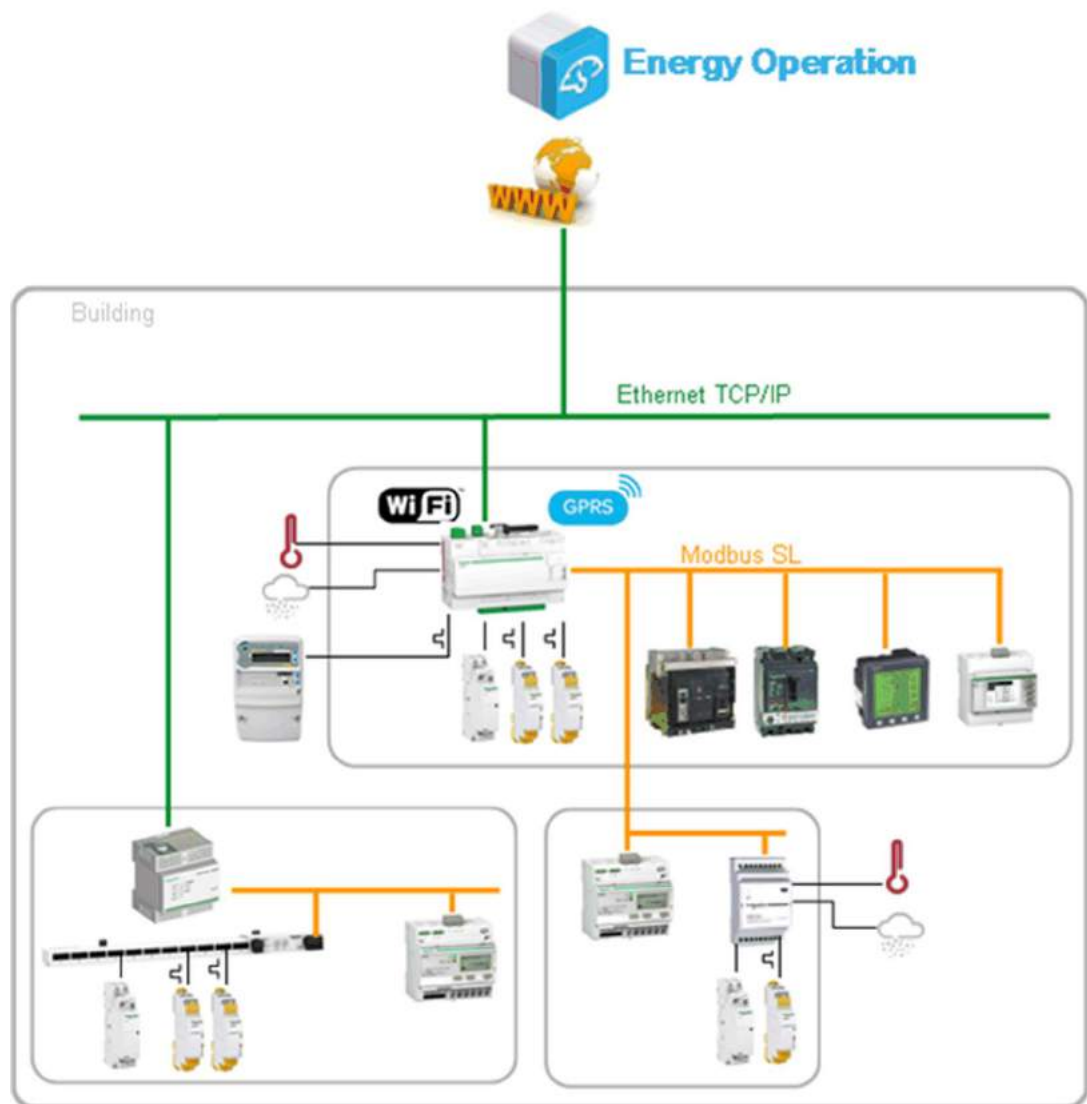 Energy Operation
WWW
Building
Ethernet TCP/IP
WiFi
GPRS
Modbus SL